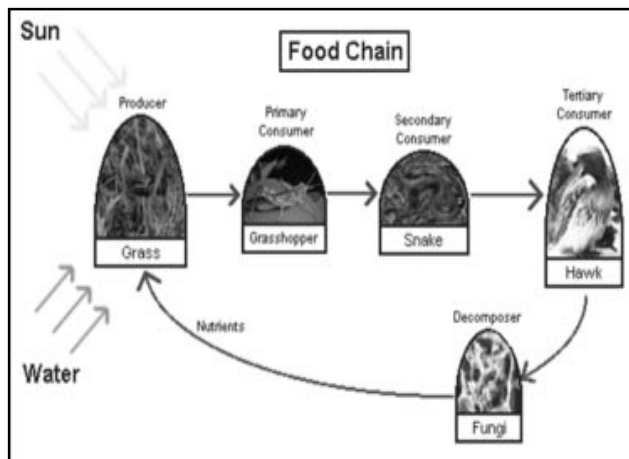 Sun
Food Chain
Producer
Primary
Consumer
Secondary
Consumer
Tertiary
Consumer
Grass
Grasshopper
Snake
Hawk
Nutrients
Decomposer
Water
Fungi